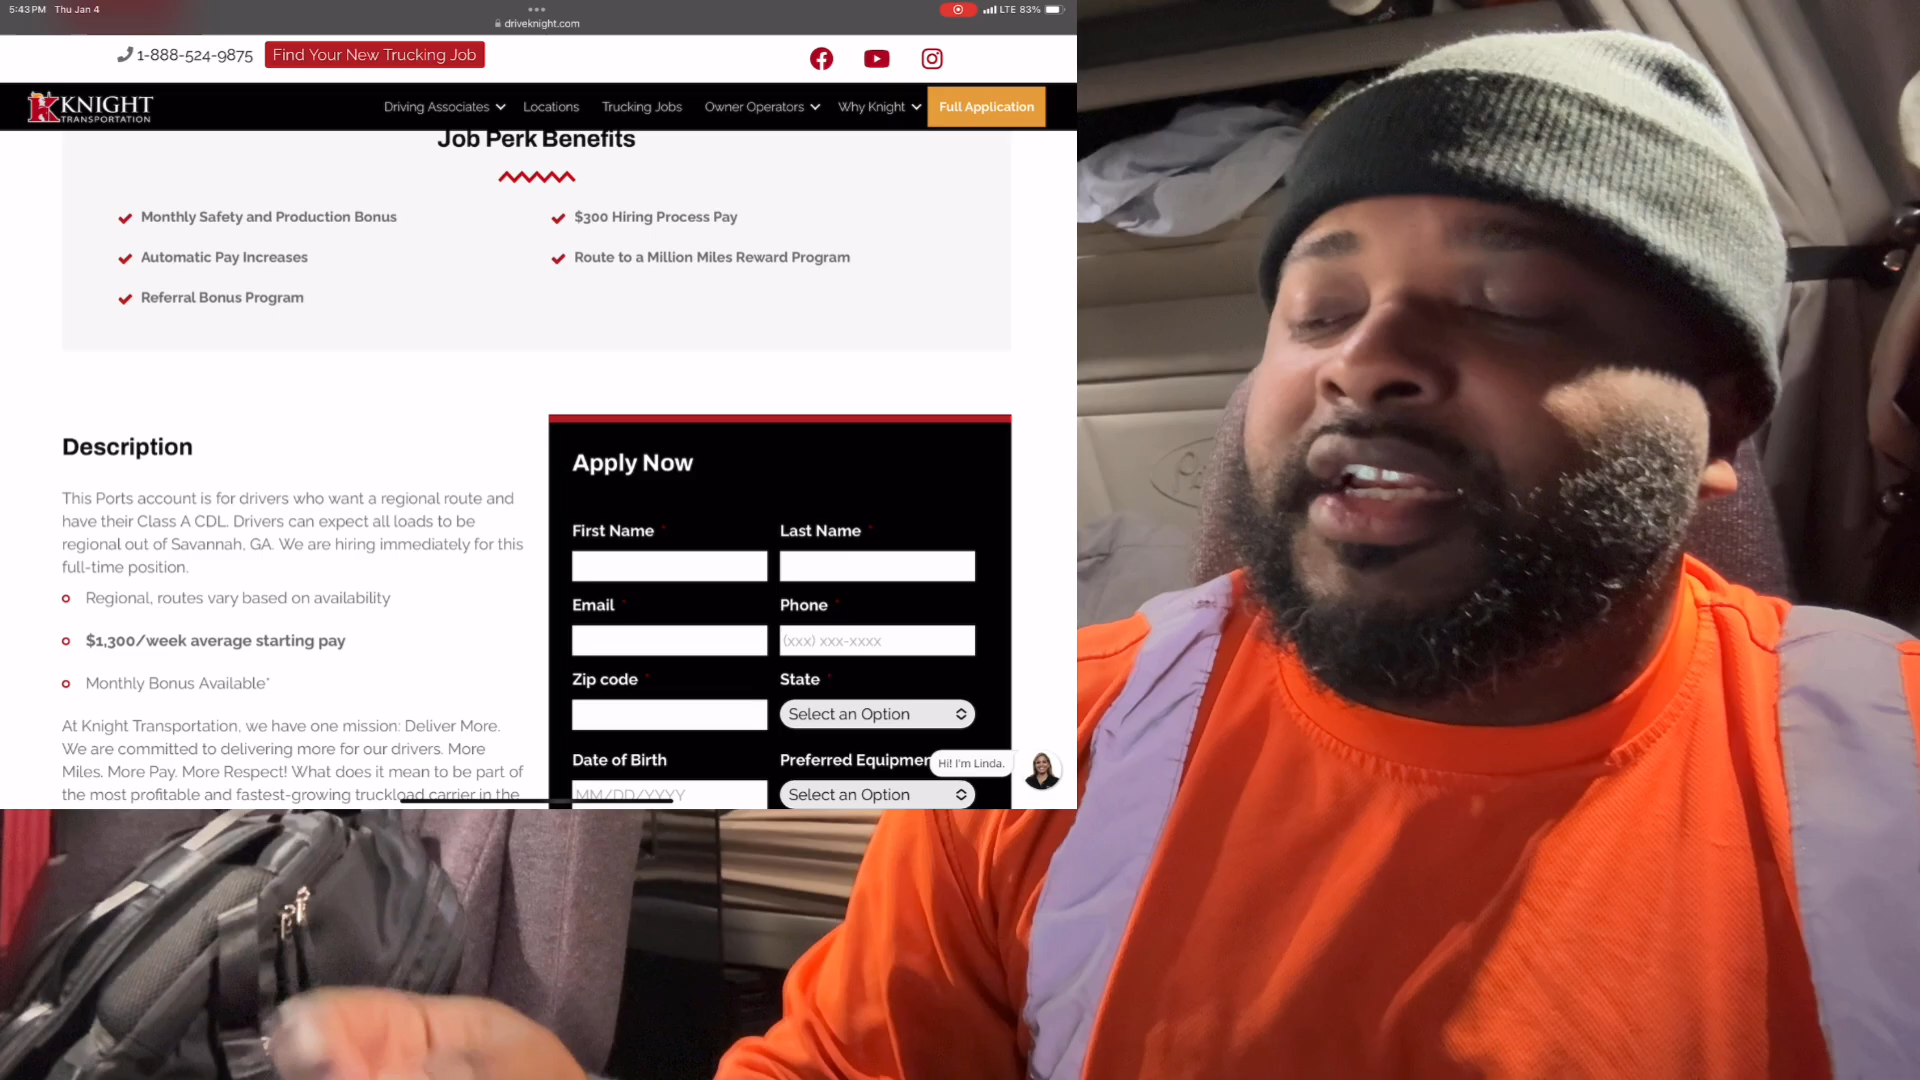 5:43 PM Thu Jan 4
LTE 83%
driveknight.com
1-888-524-9875
Find Your New Trucking Job
KNIGHT
TRANSPORTATION
Driving Associates
Locations
Trucking Jobs
Owner Operators
Why Knight
Full Application
Job Perk Benefits
Monthly Safety and Production Bonus
$300 Hiring Process Pay
Automatic Pay Increases
Route to a Million Miles Reward Program
Referral Bonus Program
Description
This Ports account is for drivers who want a regional route and
have their Class A CDL. Drivers can expect all loads to be
regional out of Savannah, GA. We are hiring immediately for this
full-time position.
Regional, routes vary based on availability
$1,300/week average starting pay
Monthly Bonus Available*
At Knight Transportation, we have one mission: Deliver More.
We are committed to delivering more for our drivers. More
Miles. More Pay. More Respect! What does it mean to be part of
the most profitable and fastest-growing truckload carrier in the
Apply Now
First Name *
Last Name *
Email *
Phone *
(xxx) xxx-xxxx
Zip code *
State *
Select an Option
Date of Birth
Preferred Equipmen
MM/DD/YYYY
Select an Option
Hi! I'm Linda.